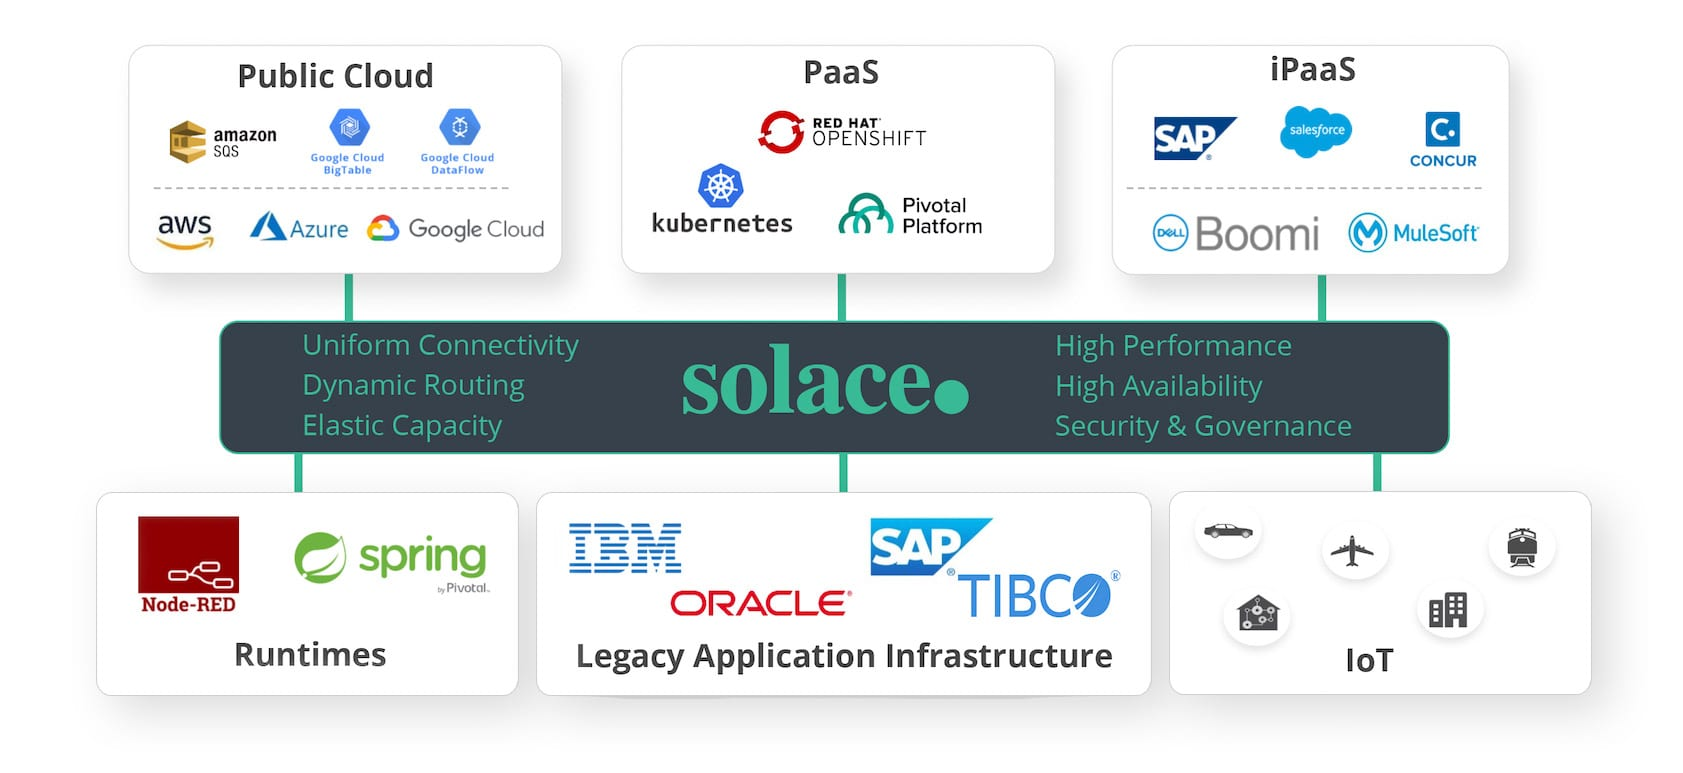 Public Cloud
amazon
SQS
Google Cloud
BigTable
Google Cloud
DataFlow
aws
Azure
Google Cloud
PaaS
RED HAT®
OPENSHIFT
kubernetes
Pivotal
Platform
iPaaS
SAP®
salesforce
C.
CONCUR
DELL
Boomi
MuleSoft®
Uniform Connectivity
Dynamic Routing
Elastic Capacity
solace.
High Performance
High Availability
Security & Governance
Node-RED
spring
by Pivotal™
Runtimes
IBM
ORACLE®
SAP®
TIBCO®
Legacy Application Infrastructure
IoT